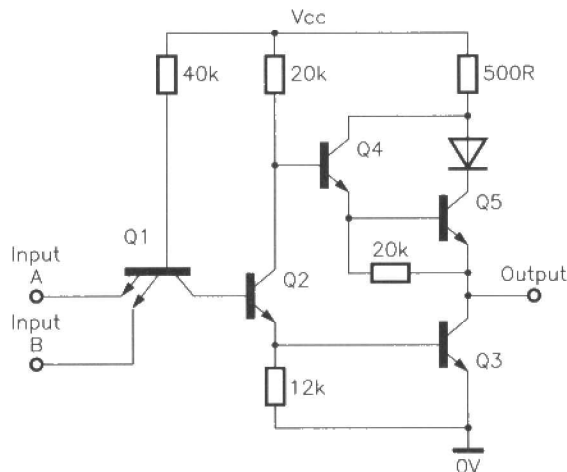 Vcc
40k
20k
500R
Q4
Q5
Q1
Input
A
Q2
20k
Output
Input
B
Q3
12k
0V